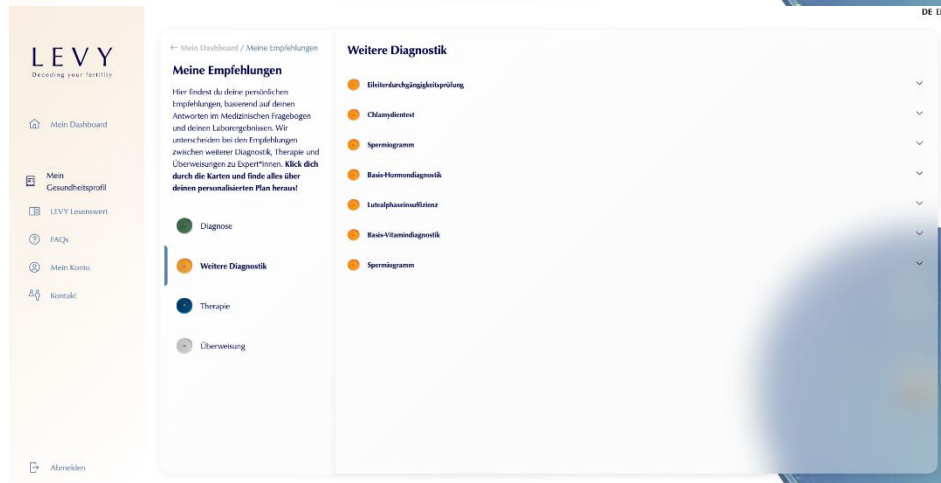 DE
LEVY
Decoding your fertility
Mein Dashboard
Mein
Gesundheitsprofil
LEVY Lesenswert
FAQs
Mein Konto
Kontakt
Abmelden
← Mein Dashboard / Meine Empfehlungen
Meine Empfehlungen
Hier findest du deine persönlichen
Empfehlungen, basierend auf deinen
Antworten im Medizinischen Fragebogen
und deinen Laborergebnissen. Wir
unterscheiden bei den Empfehlungen
zwischen weiterer Diagnostik, Therapie und
Überweisungen zu Expert*innen. Klick dich
durch die Karten und finde alles über
deinen personalisierten Plan heraus!
Diagnose
Weitere Diagnostik
Therapie
Überweisung
Weitere Diagnostik
Eileiterdurchgängigkeitsprüfung
Chlamydientest
Spermiogramm
Basis-Hormondiagnostik
Lutealphaseinsuffizienz
Basis-Vitamindiagnostik
Spermiogramm